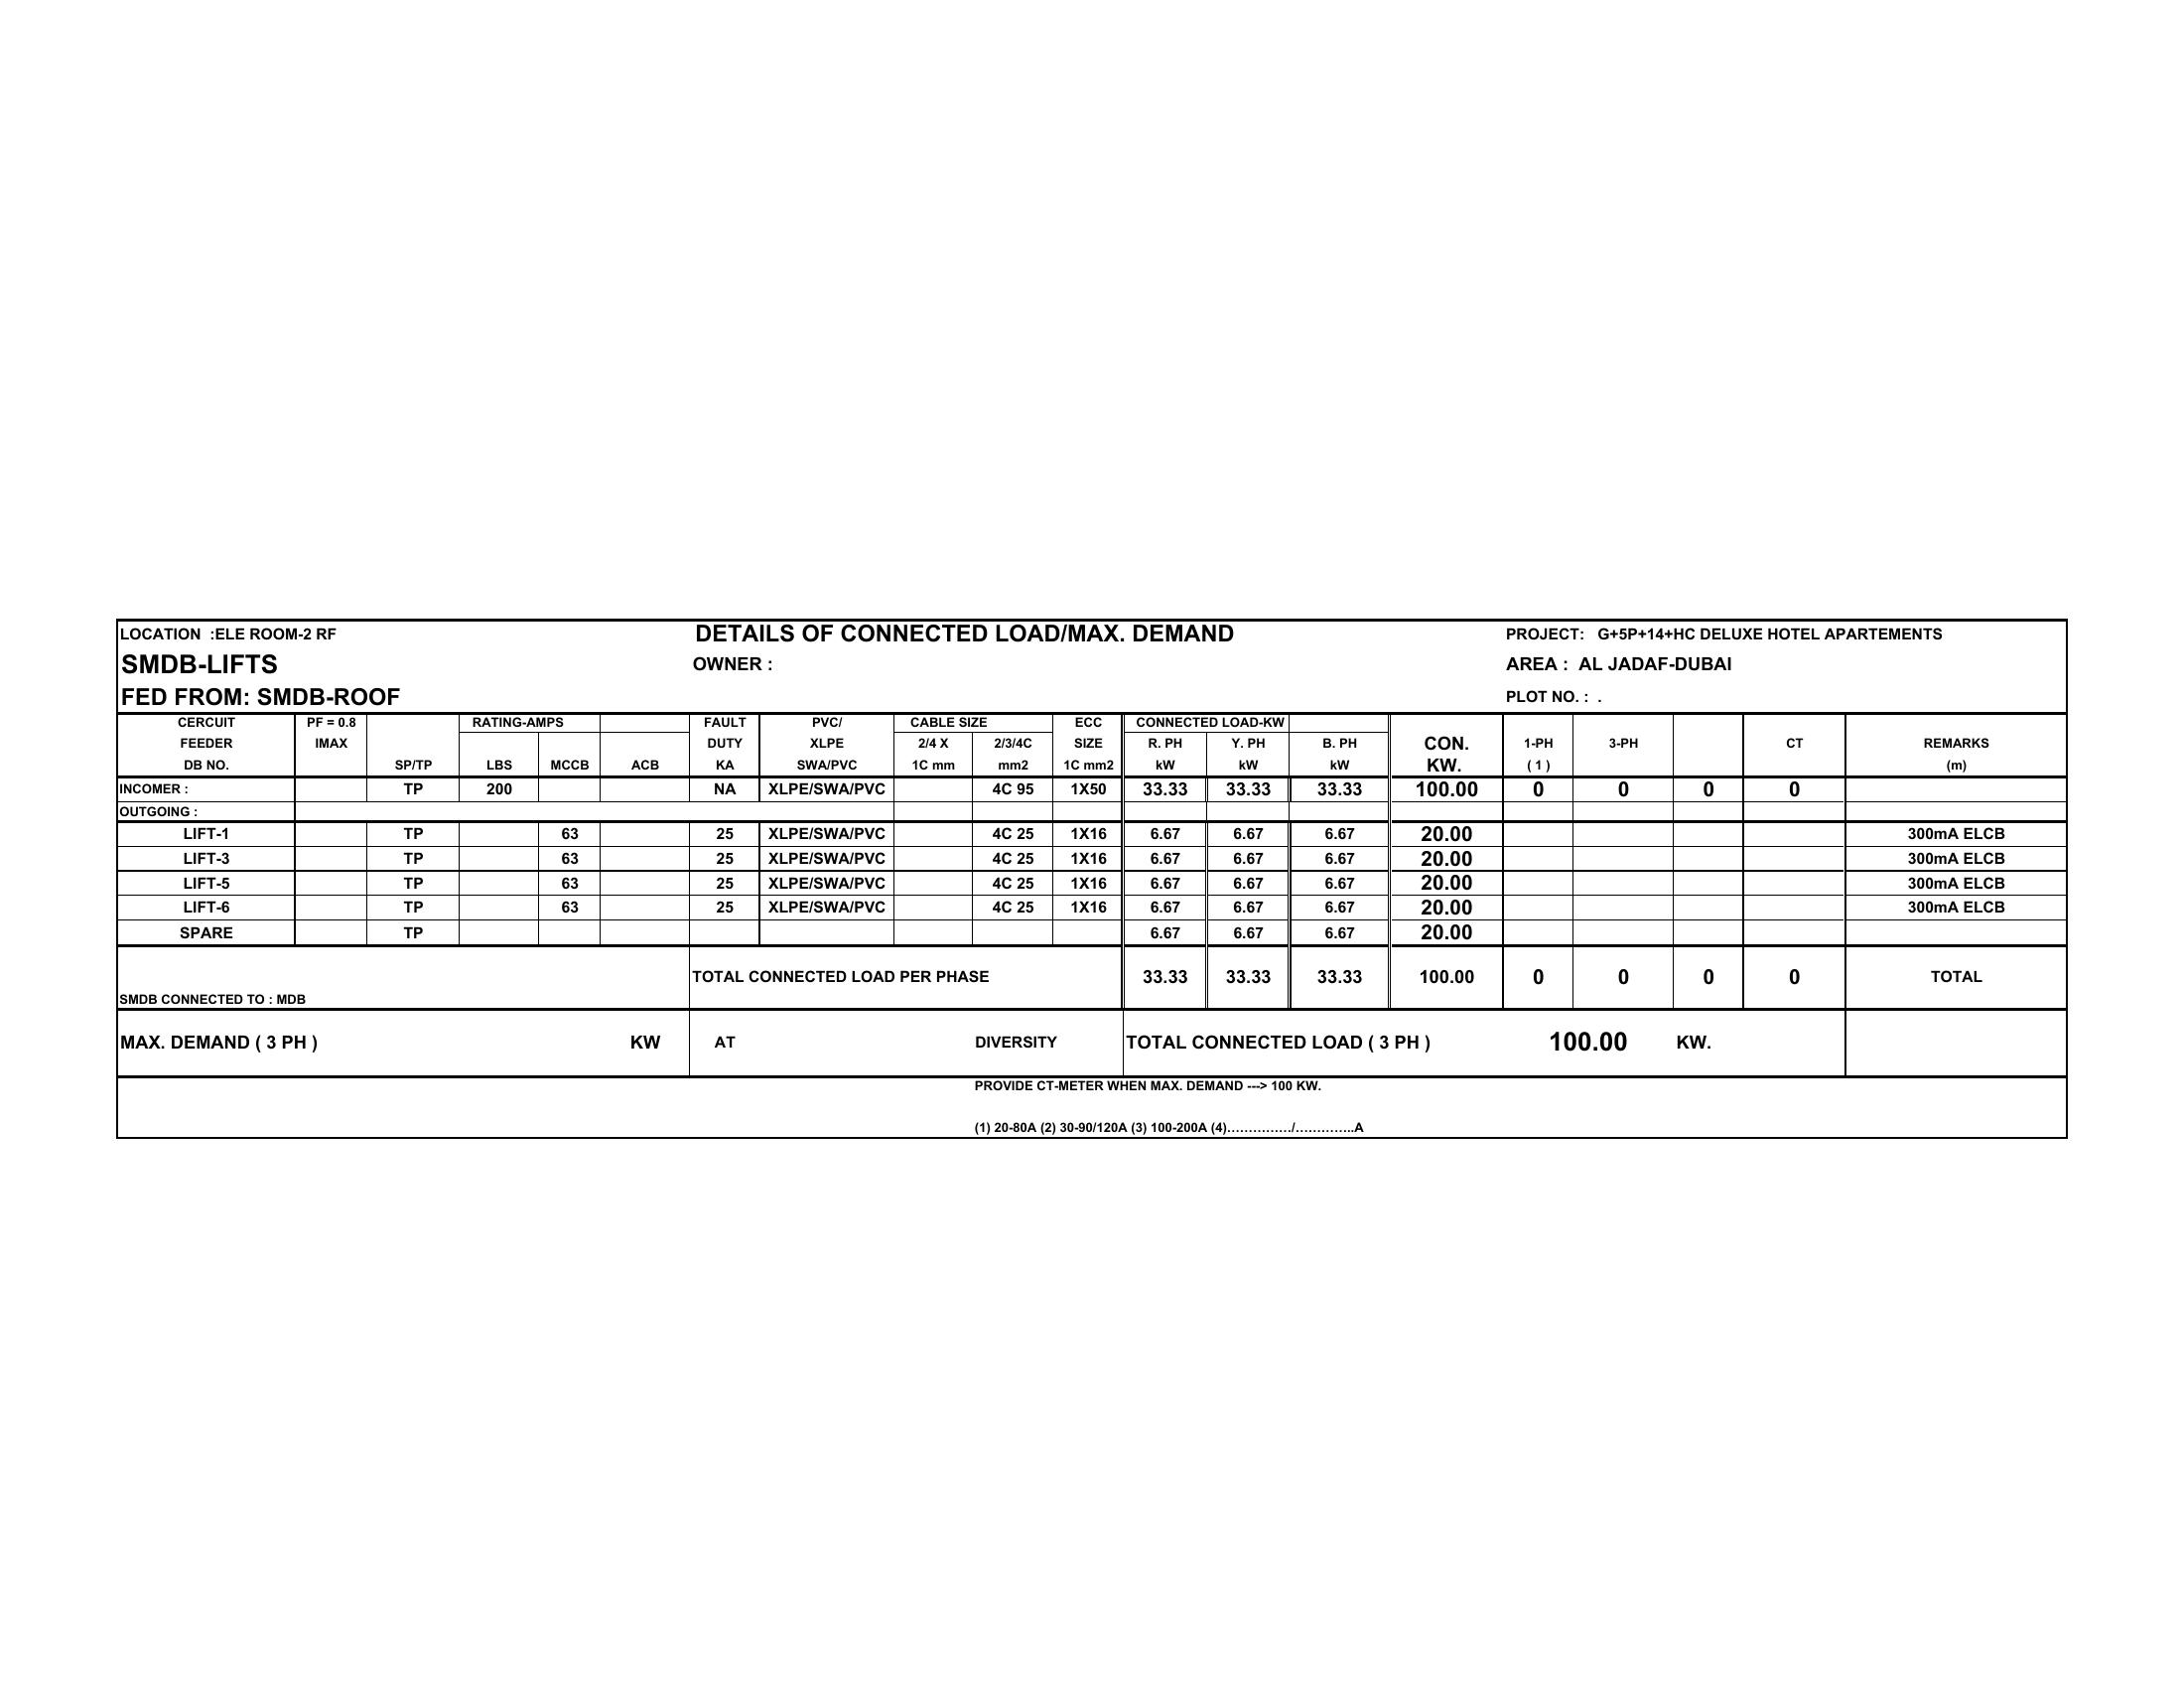 LOCATION :ELE ROOM-2 RF DETAILS OF CONNECTED LOAD/MAX. DEMAND PROJECT: G+5P+14+HC DELUXE HOTEL APARTEMENTS
SMDB-LIFTS OWNER : AREA : AL JADAF-DUBAI
FED FROM: SMDB-ROOF PLOT NO. : .
CERCUIT PF = 0.8 RATING-AMPS FAULT PVC/ CABLE SIZE ECC CONNECTED LOAD-KW
FEEDER IMAX DUTY XLPE 2/4 X 2/3/4C SIZE R. PH Y. PH B. PH CON. 1-PH 3-PH CT REMARKS
DB NO. SP/TP LBS MCCB ACB KA SWA/PVC 1C mm mm2 1C mm2 kW kW kW KW. ( 1 ) (m)
INCOMER : TP 200 NA XLPE/SWA/PVC 4C 95 1X50 33.33 33.33 33.33 100.00 0 0 0 0
OUTGOING :
LIFT-1 TP 63 25 XLPE/SWA/PVC 4C 25 1X16 6.67 6.67 6.67 20.00 300mA ELCB
LIFT-3 TP 63 25 XLPE/SWA/PVC 4C 25 1X16 6.67 6.67 6.67 20.00 300mA ELCB
LIFT-5 TP 63 25 XLPE/SWA/PVC 4C 25 1X16 6.67 6.67 6.67 20.00 300mA ELCB
LIFT-6 TP 63 25 XLPE/SWA/PVC 4C 25 1X16 6.67 6.67 6.67 20.00 300mA ELCB
SPARE TP 6.67 6.67 6.67 20.00
TOTAL CONNECTED LOAD PER PHASE 33.33 33.33 33.33 100.00 0 0 0 0 TOTAL
SMDB CONNECTED TO : MDB
MAX. DEMAND ( 3 PH ) KW AT DIVERSITY TOTAL CONNECTED LOAD ( 3 PH ) 100.00 KW.
PROVIDE CT-METER WHEN MAX. DEMAND ---> 100 KW.
(1) 20-80A (2) 30-90/120A (3) 100-200A (4)……………/…………..A